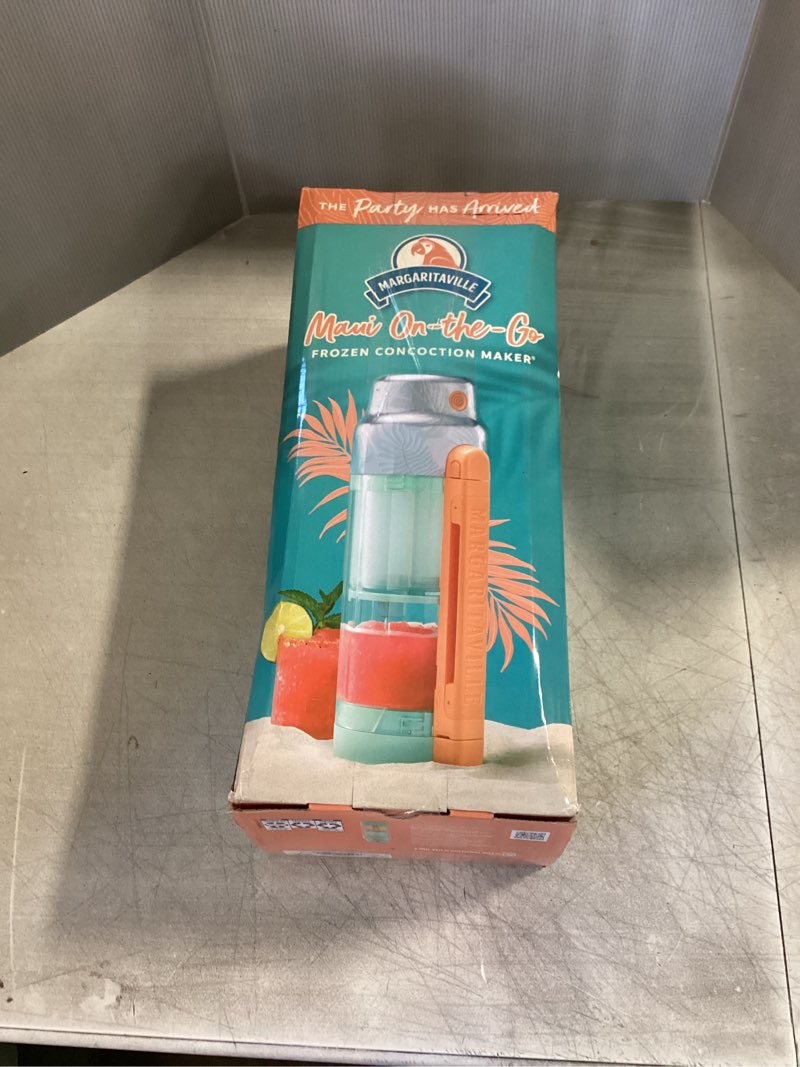 THE Party HAS Arrived
MARGARITAVILLE
Maui On-the-Go
FROZEN CONCOCTION MAKER®
MARGARITAVILLE